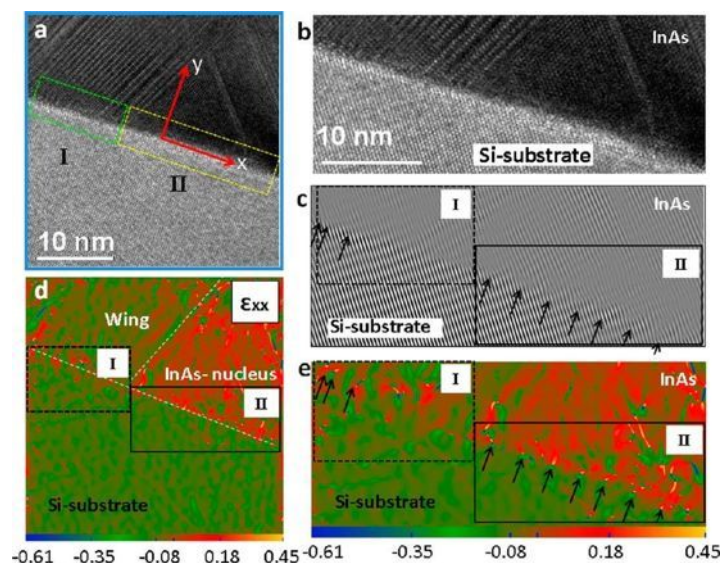 a
y
x
I
II
10 nm
b
InAs
10 nm
Si-substrate
c
I
InAs
II
Si-substrate
d
εxx
Wing
I
InAs- nucleus
II
Si-substrate
-0.61 -0.35 -0.08 0.18 0.45
e
I
InAs
II
Si-substrate
-0.61 -0.35 -0.08 0.18 0.45